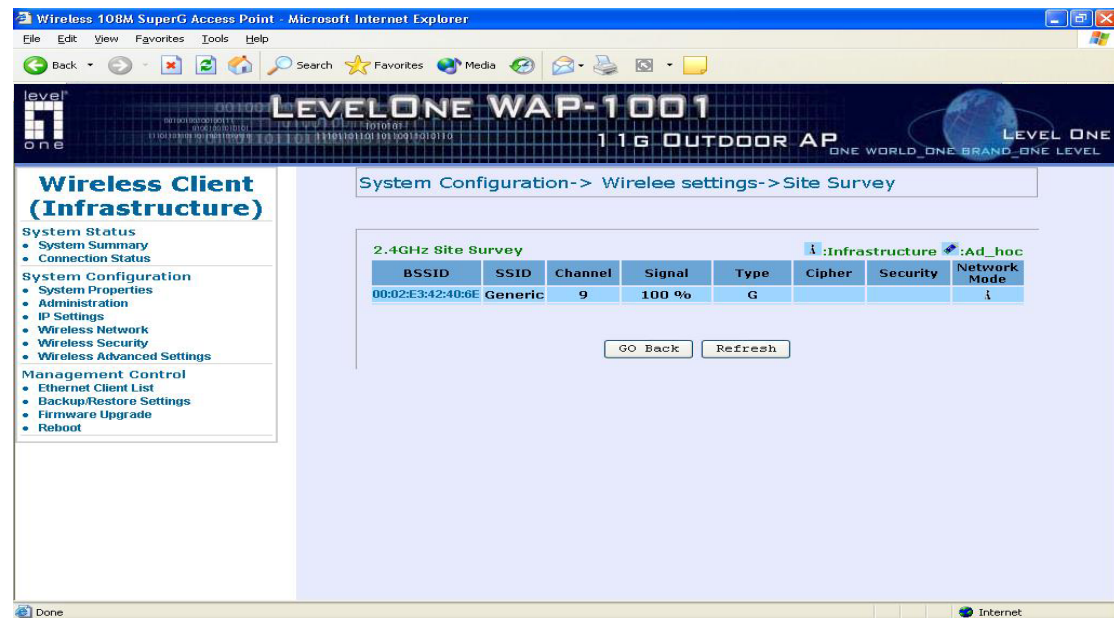 Wireless 108M SuperG Access Point - Microsoft Internet Explorer
File Edit View Favorites Tools Help
Back Search Favorites Media
level one
LEVELONE WAP-1001
11G OUTDOOR AP
LEVEL ONE
ONE WORLD_ONE BRAND_ONE LEVEL
Wireless Client
(Infrastructure)
System Status
System Summary
Connection Status
System Configuration
System Properties
Administration
IP Settings
Wireless Network
Wireless Security
Wireless Advanced Settings
Management Control
Ethernet Client List
Backup/Restore Settings
Firmware Upgrade
Reboot
System Configuration-> Wirelee settings->Site Survey
2.4GHz Site Survey i :Infrastructure :Ad_hoc
BSSID SSID Channel Signal Type Cipher Security Network Mode
00:02:E3:42:40:6E Generic 9 100 % G i
GO Back Refresh
Done Internet